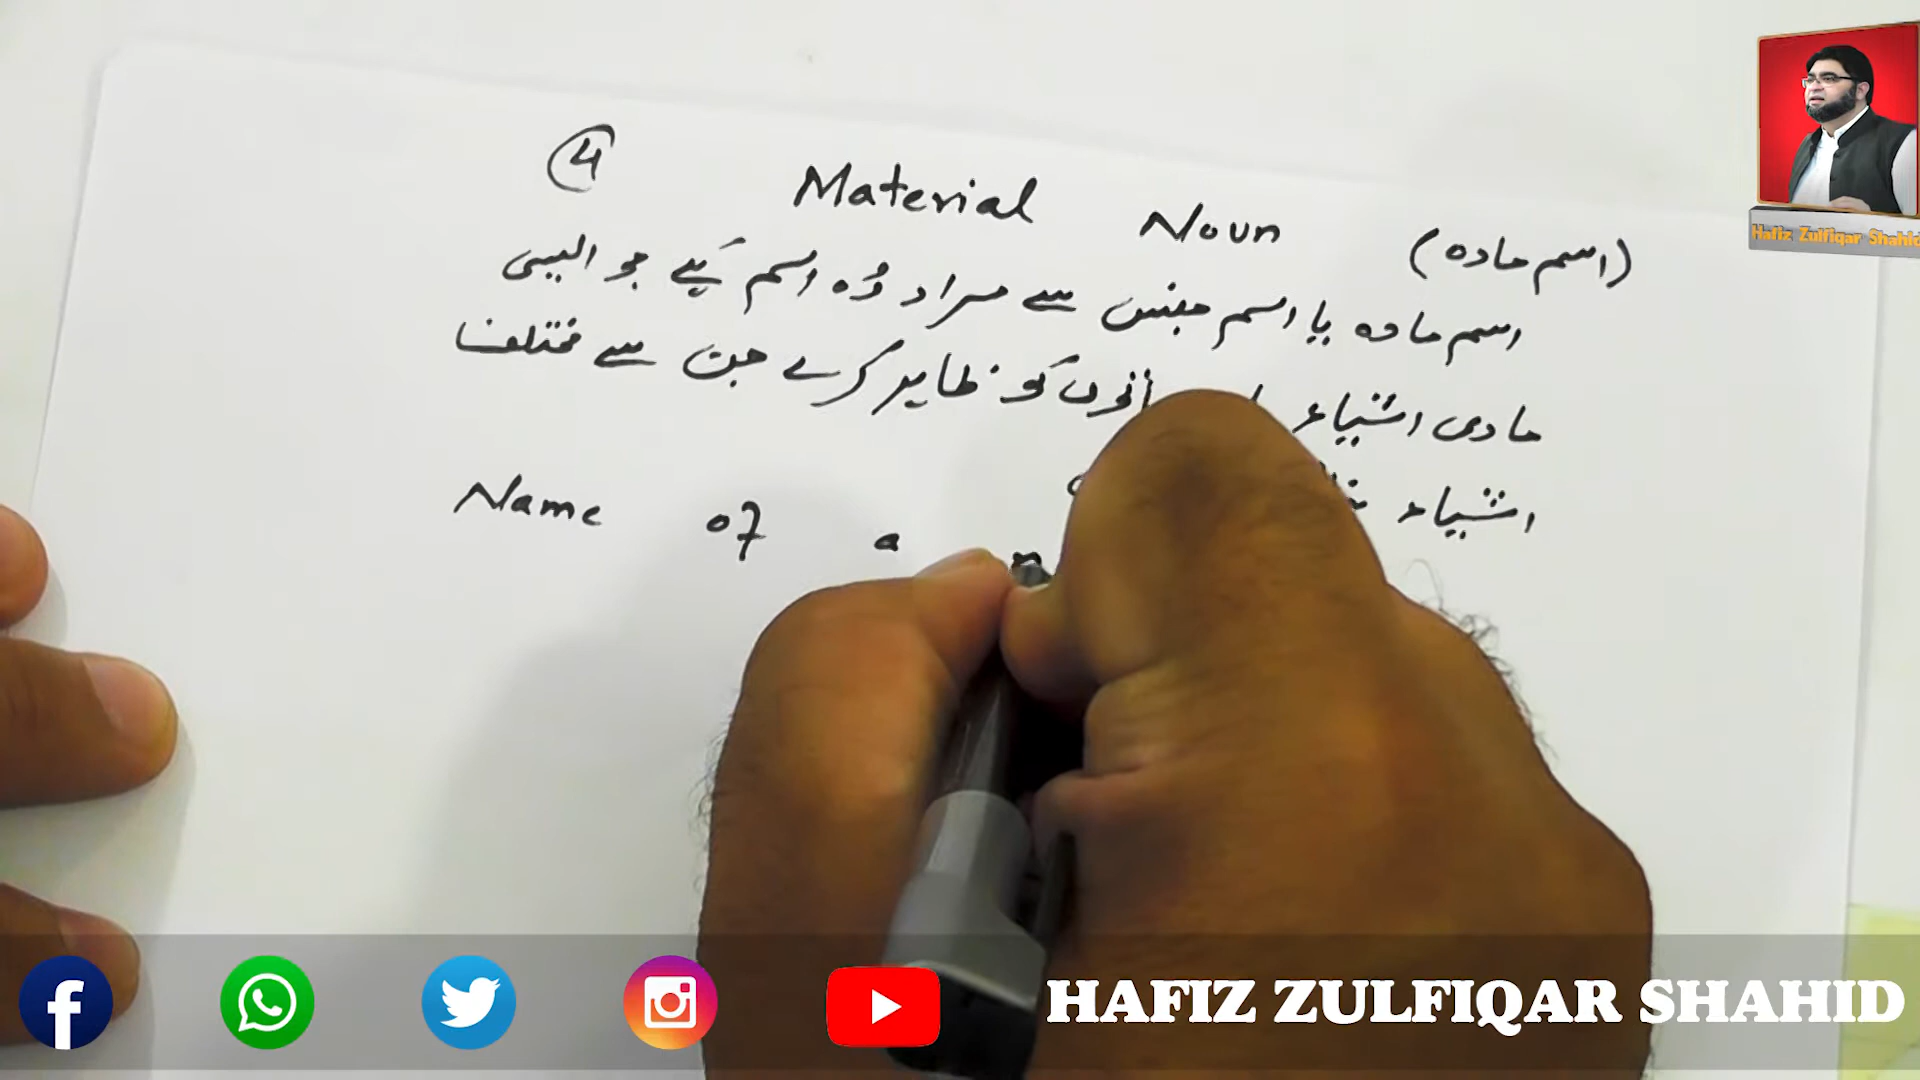 ④ Material Noun (اسم مادہ)
اسم مادہ یا اسم جنس سے مراد وُہ اسم ہے جو ایسی
مادی اشیاء کو ظاہر کرے جن سے مختلف
اشیاء
Name of a
Hafiz Zulfiqar Shahid
HAFIZ ZULFIQAR SHAHID